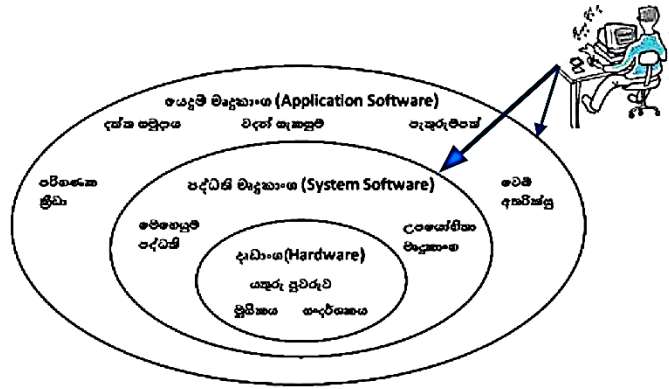 යෙදුම් මෘදුකාංග (Application Software)
දත්ත සමුදාය වදන් සැකසුම් පැතුරුම්පත්
පරිගණක
ක්‍රීඩා
වෙබ්
අතරික්සු
පද්ධති මෘදුකාංග (System Software)
මෙහෙයුම්
පද්ධති
උපයෝගිතා
මෘදුකාංග
දෘඩාංග(Hardware)
යතුරු පුවරුව
මූසිකය සංදර්ශකය